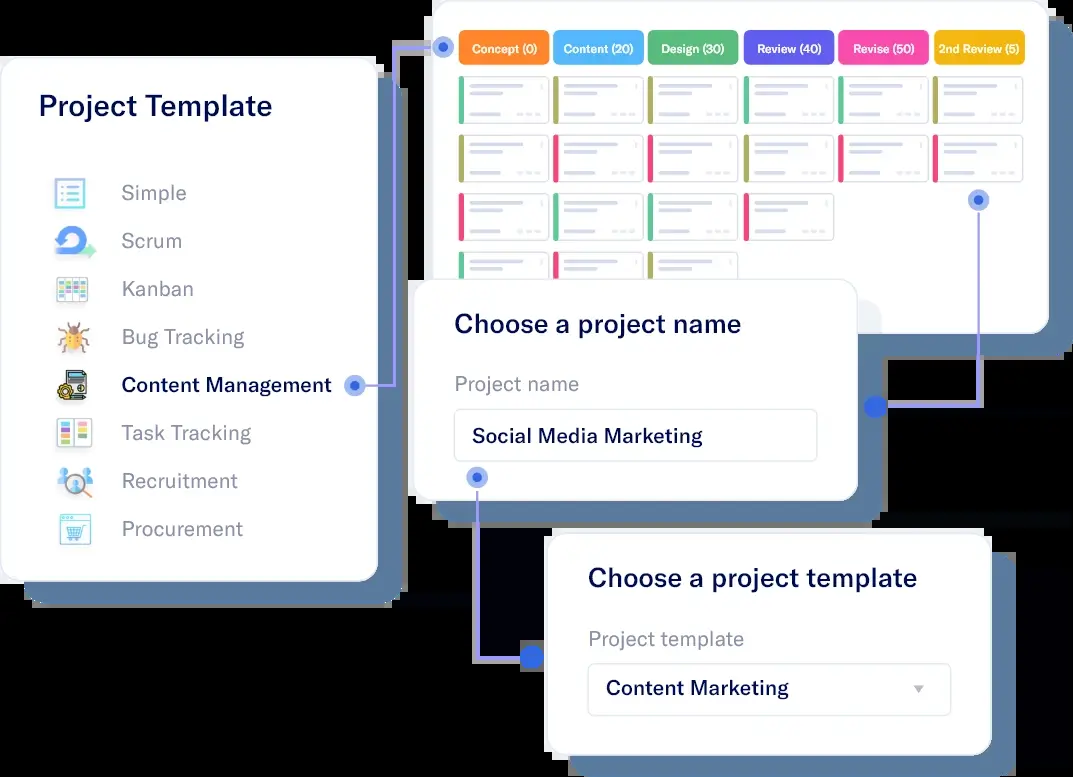 Project Template
Simple
Scrum
Kanban
Bug Tracking
Content Management
Task Tracking
Recruitment
Procurement
Concept (0)
Content (20)
Design (30)
Review (40)
Revise (50)
2nd Review (5)
Choose a project name
Project name
Social Media Marketing
Choose a project template
Project template
Content Marketing